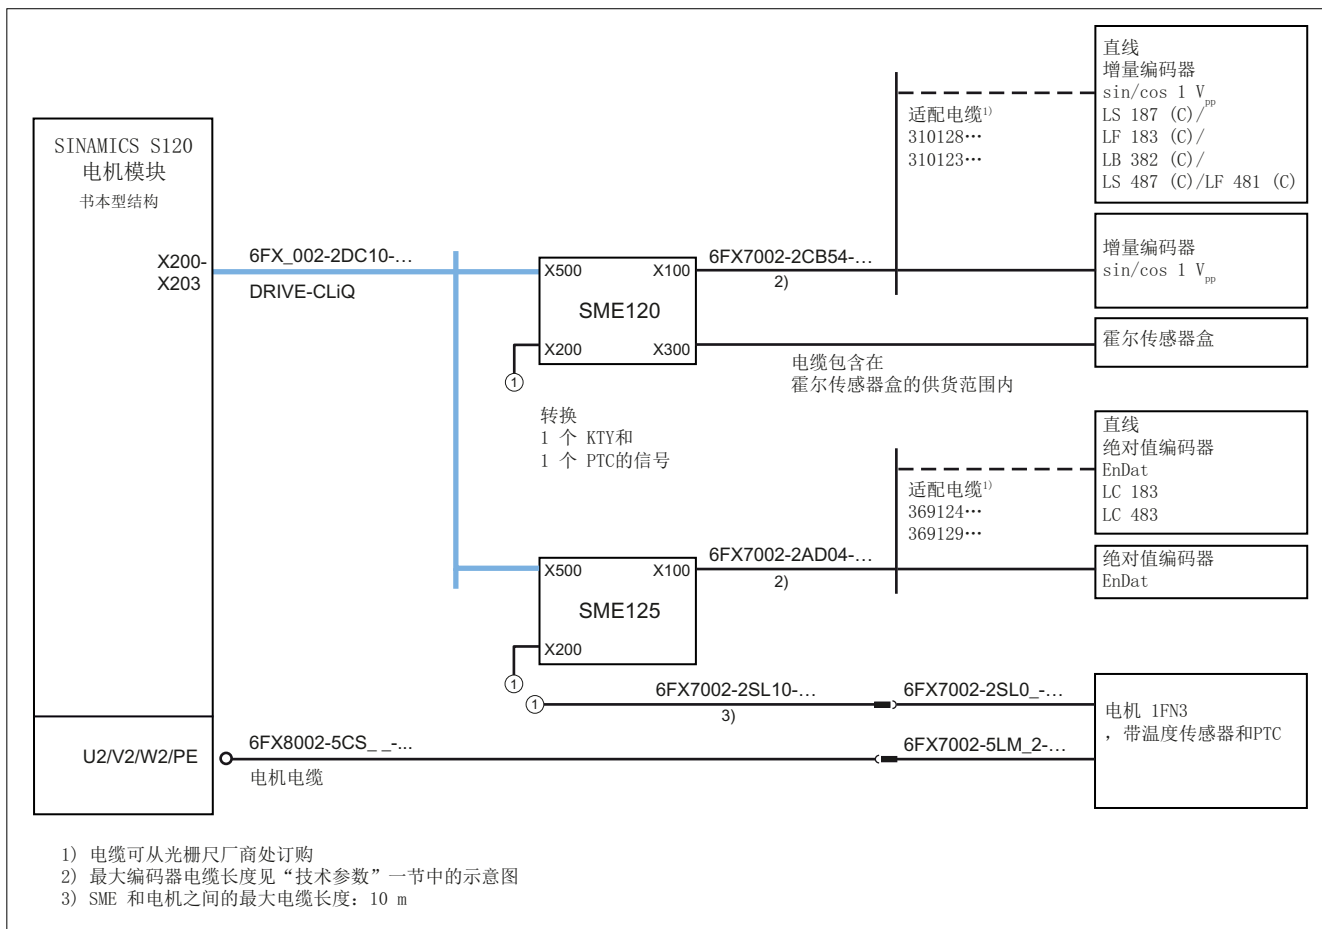 SINAMICS S120
电机模块
书本型结构
X200-
X203
6FX_002-2DC10-...
DRIVE-CLiQ
X500
X100
SME120
X200
X300
1
转换
1 个 KTY和
1 个 PTC的信号
6FX7002-2CB54-...
2)
适配电缆1)
310128…
310123…
直线
增量编码器
sin/cos 1 Vpp
LS 187 (C)/
LF 183 (C)/
LB 382 (C)/
LS 487 (C)/LF 481 (C)
增量编码器
sin/cos 1 Vpp
霍尔传感器盒
电缆包含在
霍尔传感器盒的供货范围内
直线
绝对值编码器
EnDat
LC 183
LC 483
适配电缆1)
369124…
369129…
6FX7002-2AD04-...
2)
绝对值编码器
EnDat
X500
X100
SME125
X200
1
1
6FX7002-2SL10-...
3)
6FX7002-2SL0_-...
电机 1FN3
，带温度传感器和PTC
U2/V2/W2/PE
6FX8002-5CS_ _-...
电机电缆
6FX7002-5LM_2-...
1) 电缆可从光栅尺厂商处订购
2) 最大编码器电缆长度见“技术参数”一节中的示意图
3) SME 和电机之间的最大电缆长度: 10 m